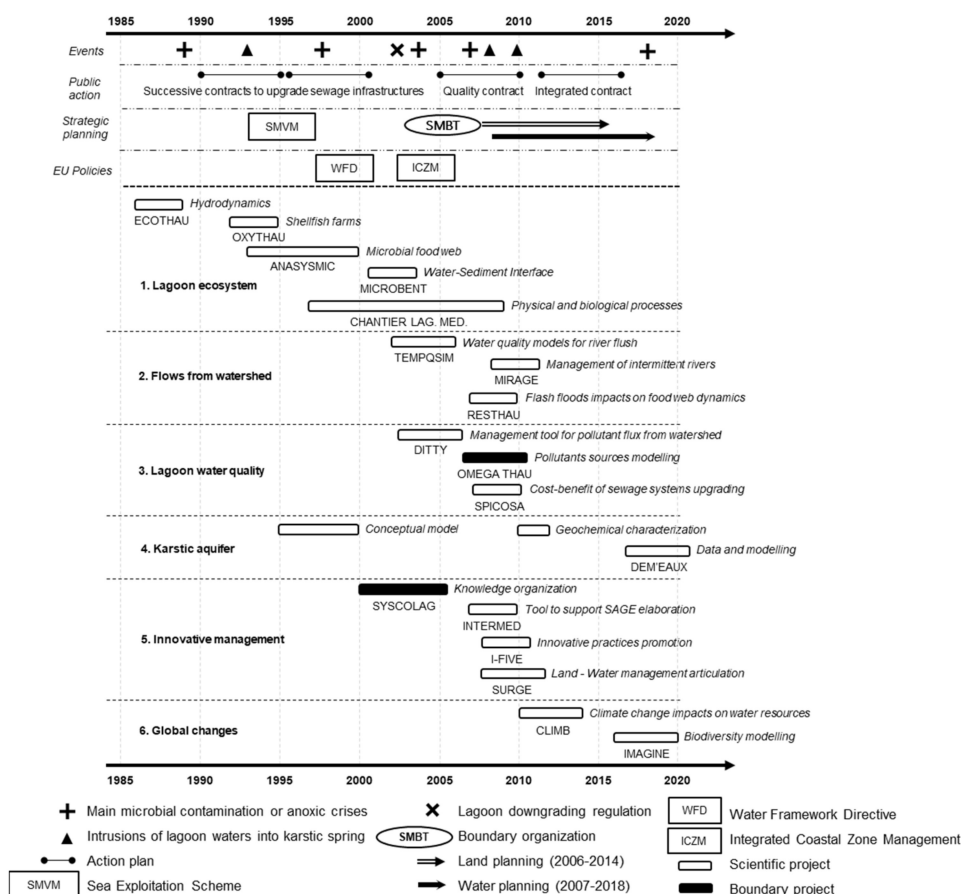 1985 1990 1995 2000 2005 2010 2015 2020
Events
Public
action
Successive contracts to upgrade sewage infrastructures Quality contract Integrated contract
Strategic
planning
SMVM SMBT
EU Policies WFD ICZM
Hydrodynamics
ECOTHAU
Shellfish farms
OXYTHAU
Microbial food web
ANASYSMIC
Water-Sediment Interface
MICROBENT
1. Lagoon ecosystem
Physical and biological processes
CHANTIER LAG. MED.
Water quality models for river flush
TEMPQSIM
Management of intermittent rivers
MIRAGE
2. Flows from watershed
Flash floods impacts on food web dynamics
RESTHAU
Management tool for pollutant flux from watershed
DITTY
Pollutants sources modelling
OMEGA THAU
3. Lagoon water quality
Cost-benefit of sewage systems upgrading
SPICOSA
Conceptual model Geochemical characterization
4. Karstic aquifer
Data and modelling
DEM'EAUX
Knowledge organization
SYSCOLAG
Tool to support SAGE elaboration
INTERMED
5. Innovative management
Innovative practices promotion
I-FIVE
Land - Water management articulation
SURGE
Climate change impacts on water resources
CLIMB
6. Global changes
Biodiversity modelling
IMAGINE
1985 1990 1995 2000 2005 2010 2015 2020
Main microbial contamination or anoxic crises
Intrusions of lagoon waters into karstic spring
Action plan
SMVM Sea Exploitation Scheme
Lagoon downgrading regulation
SMBT Boundary organization
Land planning (2006-2014)
Water planning (2007-2018)
WFD Water Framework Directive
ICZM Integrated Coastal Zone Management
Scientific project
Boundary project